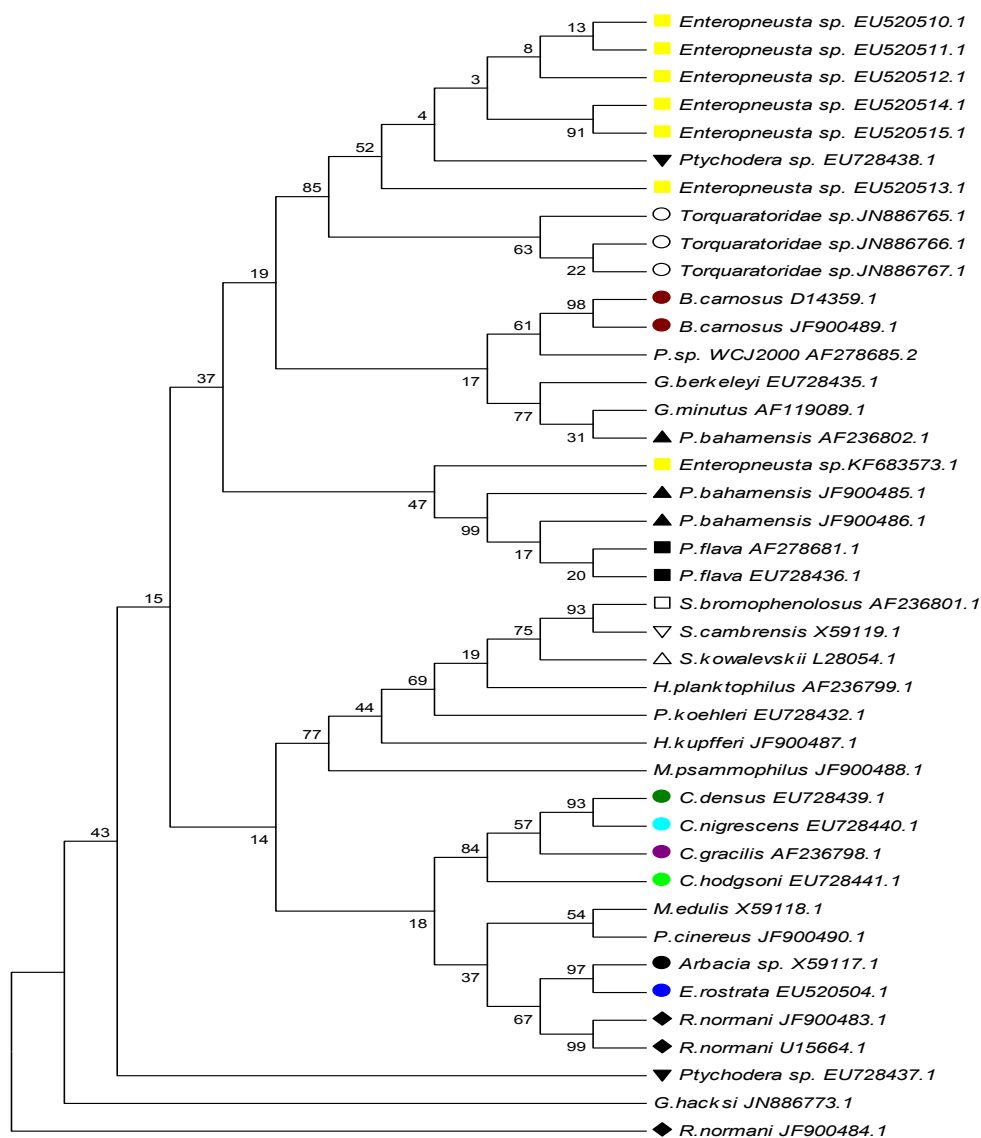 Enteropneusta sp. EU520510.1
13
Enteropneusta sp. EU520511.1
8
Enteropneusta sp. EU520512.1
3
Enteropneusta sp. EU520514.1
4
91
Enteropneusta sp. EU520515.1
52
Ptychodera sp. EU728438.1
85
Enteropneusta sp. EU520513.1
Torquaratoridae sp.JN886765.1
63
Torquaratoridae sp.JN886766.1
19
22
Torquaratoridae sp.JN886767.1
B.carnosus D14359.1
98
B.carnosus JF900489.1
61
P.sp. WCJ2000 AF278685.2
37
17
G.berkeleyi EU728435.1
77
G.minutus AF119089.1
31
P.bahamensis AF236802.1
Enteropneusta sp.KF683573.1
47
P.bahamensis JF900485.1
99
P.bahamensis JF900486.1
17
P.flava AF278681.1
20
P.flava EU728436.1
15
S.bromophenolosus AF236801.1
93
S.cambrensis X59119.1
75
S.kowalevskii L28054.1
19
H.planktophilus AF236799.1
69
P.koehleri EU728432.1
44
H.kupfferi JF900487.1
77
M.psammophilus JF900488.1
C.densus EU728439.1
93
C.nigrescens EU728440.1
43
14
57
C.gracilis AF236798.1
84
C.hodgsoni EU728441.1
18
M.edulis X59118.1
54
P.cinereus JF900490.1
37
Arbacia sp. X59117.1
97
E.rostrata EU520504.1
67
R.normani JF900483.1
99
R.normani U15664.1
Ptychodera sp. EU728437.1
G.hacksi JN886773.1
R.normani JF900484.1